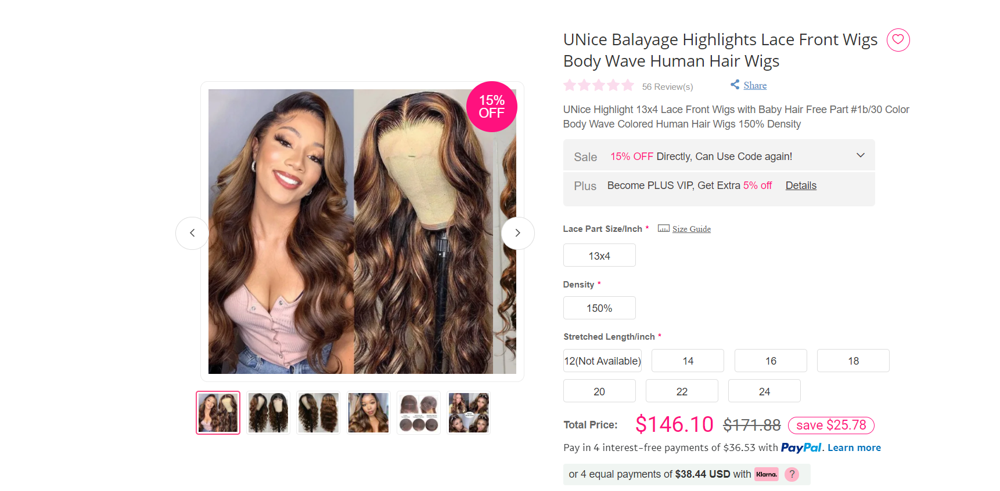 UNice Balayage Highlights Lace Front Wigs
Body Wave Human Hair Wigs
56 Review(s)
Share
15%
OFF
UNice Highlight 13x4 Lace Front Wigs with Baby Hair Free Part #1b/30 Color
Body Wave Colored Human Hair Wigs 150% Density
Sale 15% OFF Directly, Can Use Code again!
Plus Become PLUS VIP, Get Extra 5% off Details
Lace Part Size/Inch * Size Guide
13x4
Density *
150%
Stretched Length/inch *
12(Not Available) 14 16 18
20 22 24
Total Price: $146.10 $171.88 save $25.78
Pay in 4 interest-free payments of $36.53 with PayPal. Learn more
or 4 equal payments of $38.44 USD with Klarna. ?